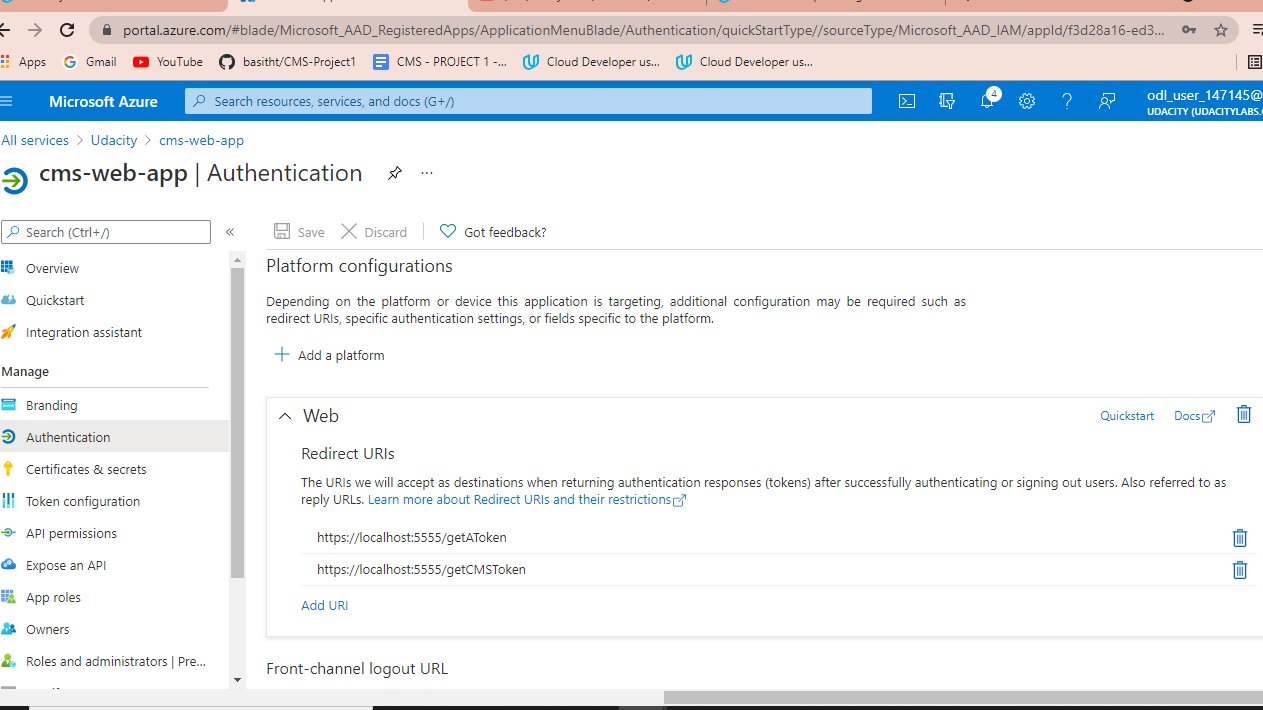 portal.azure.com/#blade/Microsoft_AAD_RegisteredApps/ApplicationMenuBlade/Authentication/quickStartType//sourceType/Microsoft_AAD_IAM/appId/f3d28a16-ed3...
Apps
Gmail
YouTube
basitht/CMS-Project1
CMS - PROJECT 1 -...
Cloud Developer us...
Cloud Developer us...
Microsoft Azure
Search resources, services, and docs (G+/)
4
odl_user_147145@
UDACITY (UDACITYLABS.
All services > Udacity > cms-web-app
cms-web-app | Authentication
...
Search (Ctrl+/)
«
Save
Discard
Got feedback?
Overview
Quickstart
Integration assistant
Manage
Branding
Authentication
Certificates & secrets
Token configuration
API permissions
Expose an API
App roles
Owners
Roles and administrators | Pre...
Platform configurations
Depending on the platform or device this application is targeting, additional configuration may be required such as
redirect URIs, specific authentication settings, or fields specific to the platform.
Add a platform
Web
Quickstart
Docs
Redirect URIs
The URIs we will accept as destinations when returning authentication responses (tokens) after successfully authenticating or signing out users. Also referred to as
reply URLs. Learn more about Redirect URIs and their restrictions
https://localhost:5555/getAToken
https://localhost:5555/getCMSToken
Add URI
Front-channel logout URL